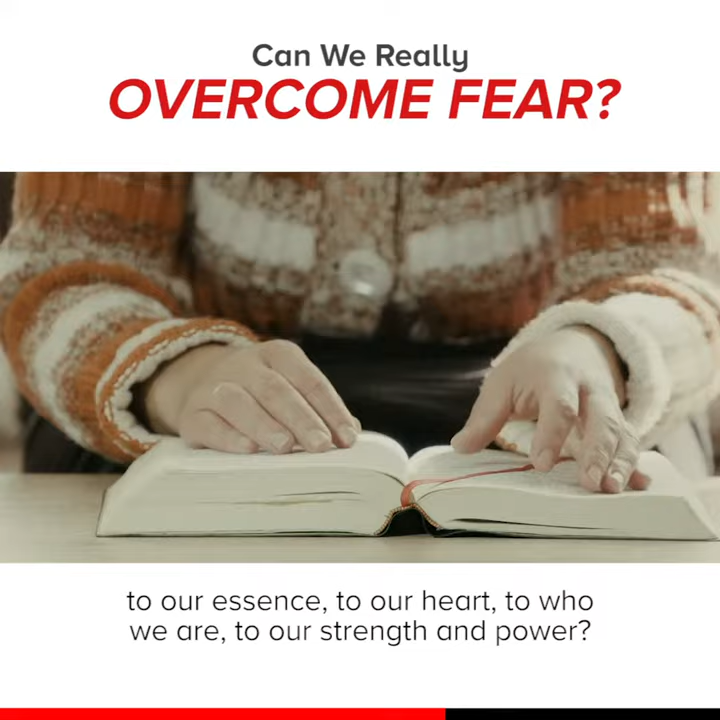 Can We Really
OVERCOME FEAR?
to our essence, to our heart, to who
we are, to our strength and power?